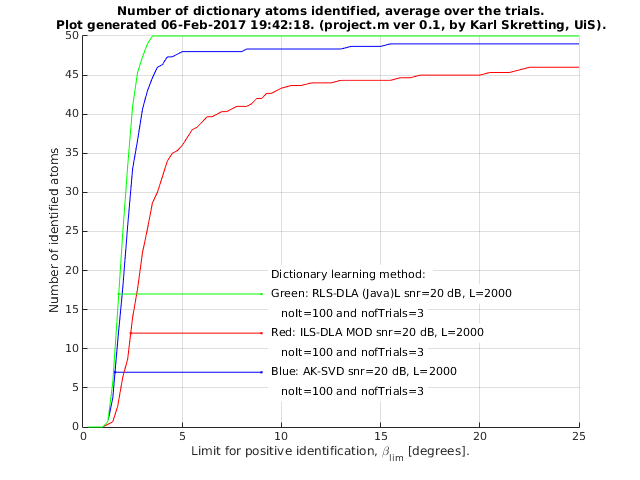 Number of dictionary atoms identified, average over the trials.
Plot generated 06-Feb-2017 19:42:18. (project.m ver 0.1, by Karl Skretting, UiS).
50
45
40
35
30
25
20
15
10
5
0
Number of identified atoms
Dictionary learning method:
Green: RLS-DLA (Java)L snr=20 dB, L=2000
noIt=100 and nofTrials=3
Red: ILS-DLA MOD snr=20 dB, L=2000
noIt=100 and nofTrials=3
Blue: AK-SVD snr=20 dB, L=2000
noIt=100 and nofTrials=3
0 5 10 15 20 25
Limit for positive identification, β_lim [degrees].